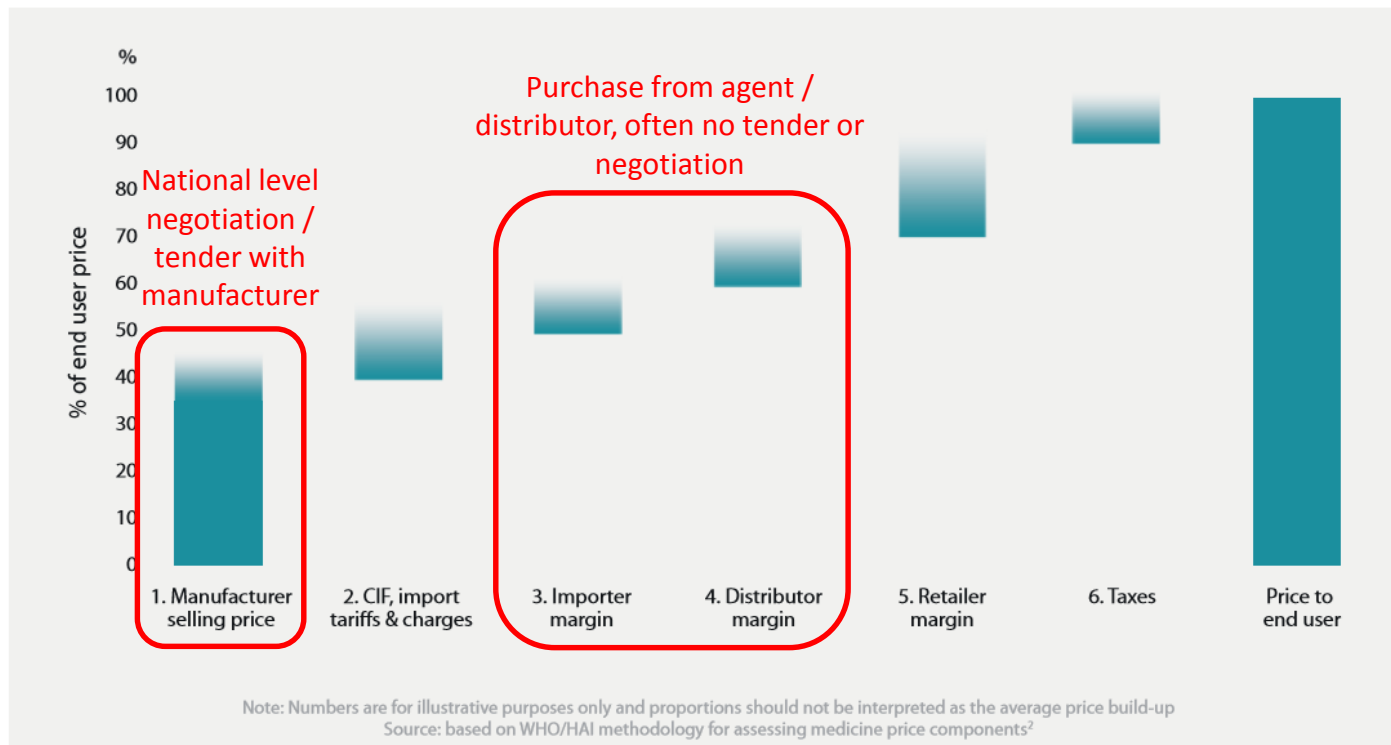 %
100
90
80
70
60
50
40
30
20
10
0
% of end user price
National level
negotiation /
tender with
manufacturer
Purchase from agent /
distributor, often no tender or
negotiation
1. Manufacturer
selling price
2. CIF, import
tariffs & charges
3. Importer
margin
4. Distributor
margin
5. Retailer
margin
6. Taxes
Price to
end user
Note: Numbers are for illustrative purposes only and proportions should not be interpreted as the average price build-up
Source: based on WHO/HAI methodology for assessing medicine price components²